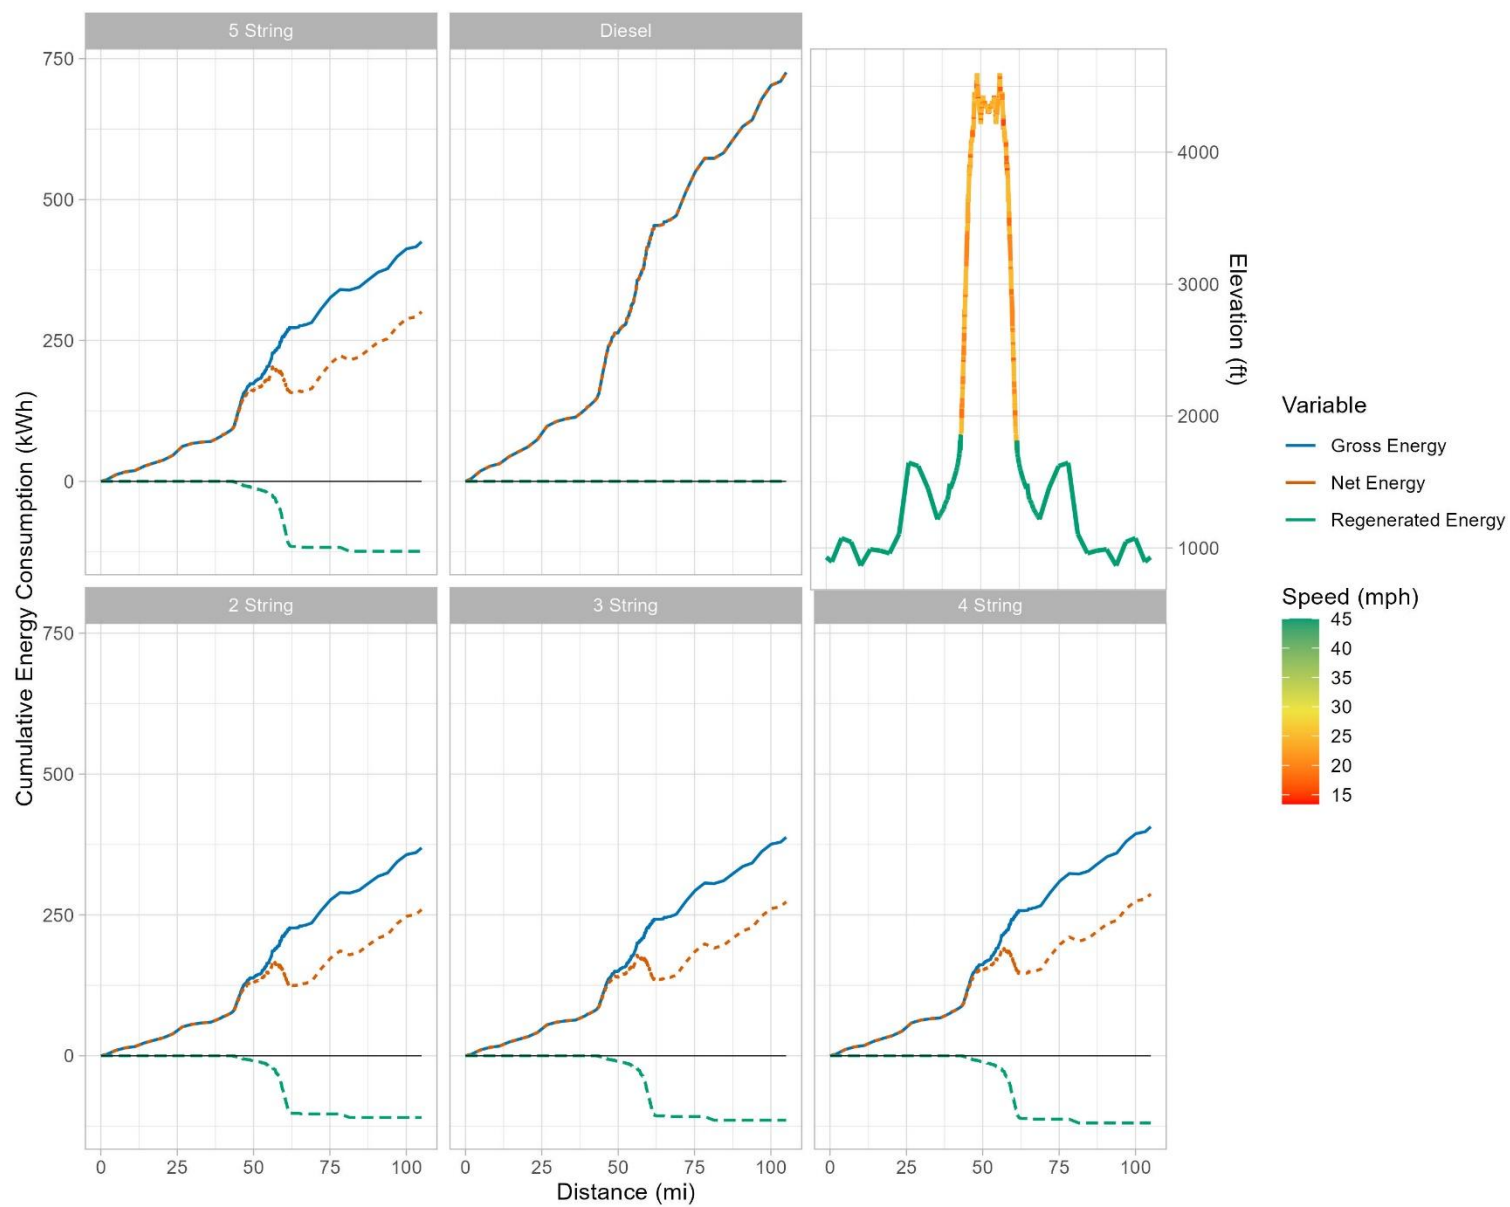 5 String
Diesel
750
500
250
0
4000
3000
2000
1000
Elevation (ft)
Cumulative Energy Consumption (kWh)
2 String
3 String
4 String
750
500
250
0
0 25 50 75 100
0 25 50 75 100
0 25 50 75 100
Distance (mi)
Variable
Gross Energy
Net Energy
Regenerated Energy
Speed (mph)
45
40
35
30
25
20
15